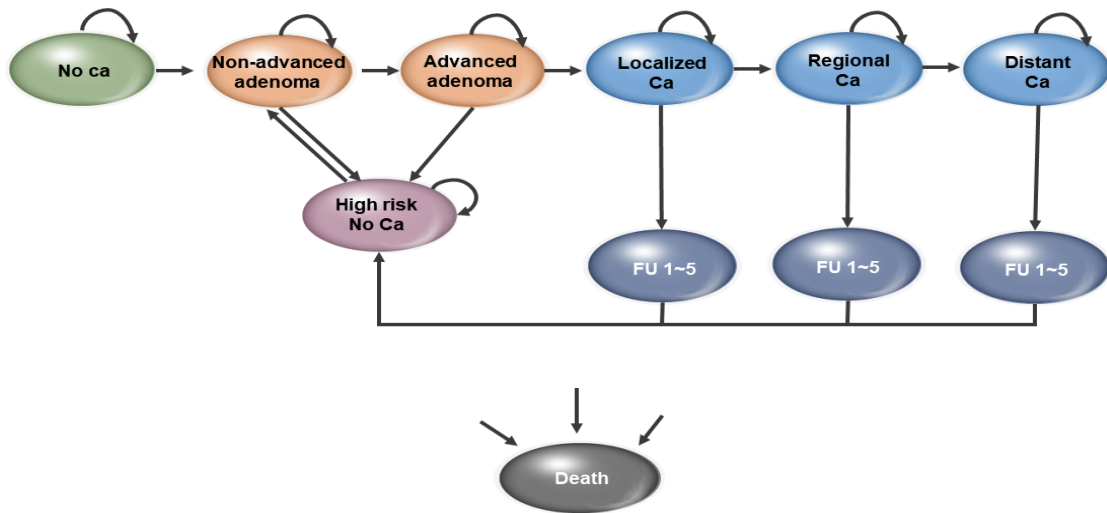 No ca
Non-advanced
adenoma
Advanced
adenoma
Localized
Ca
Regional
Ca
Distant
Ca
High risk
No Ca
FU 1~5
FU 1~5
FU 1~5
Death